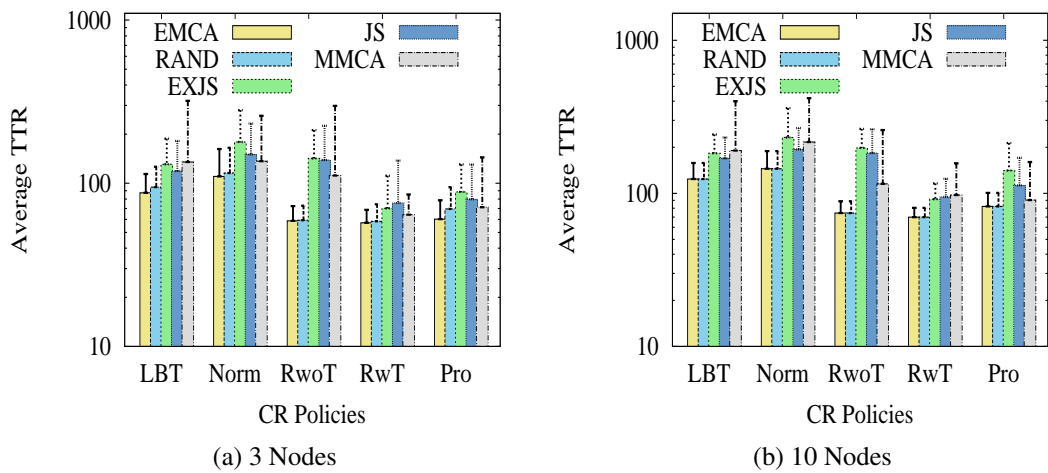 1000
100
10
Average TTR
EMCA
RAND
EXJS
JS
MMCA
LBT Norm RwoT RwT Pro
CR Policies
(a) 3 Nodes
1000
100
10
Average TTR
EMCA
RAND
EXJS
JS
MMCA
LBT Norm RwoT RwT Pro
CR Policies
(b) 10 Nodes